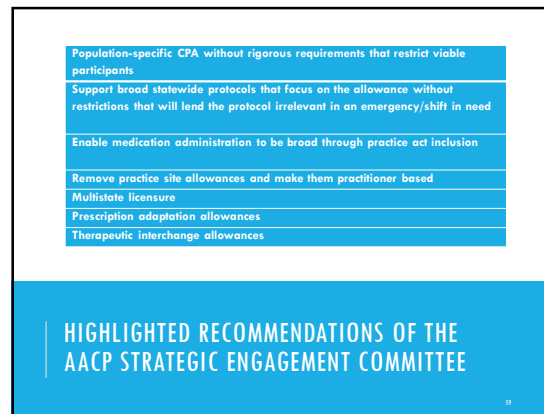 Population-specific CPA without rigorous requirements that restrict viable
participants
Support broad statewide protocols that focus on the allowance without
restrictions that will lend the protocol irrelevant in an emergency/shift in need
Enable medication administration to be broad through practice act inclusion
Remove practice site allowances and make them practitioner based
Multistate licensure
Prescription adaptation allowances
Therapeutic interchange allowances
HIGHLIGHTED RECOMMENDATIONS OF THE
AACP STRATEGIC ENGAGEMENT COMMITTEE
59